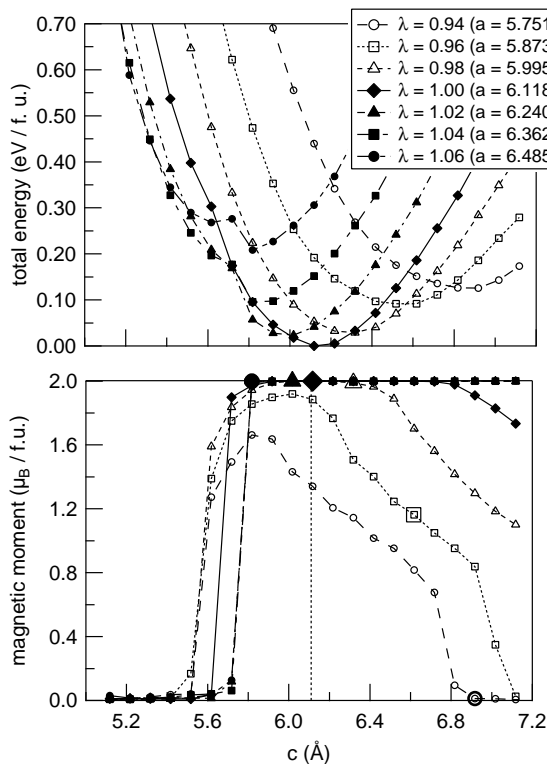 total energy (eV / f. u.)
0.70
0.60
0.50
0.40
0.30
0.20
0.10
0.00
λ = 0.94 (a = 5.751
λ = 0.96 (a = 5.873
λ = 0.98 (a = 5.995
λ = 1.00 (a = 6.118
λ = 1.02 (a = 6.240
λ = 1.04 (a = 6.362
λ = 1.06 (a = 6.485
magnetic moment (μB / f.u.)
2.0
1.6
1.2
0.8
0.4
0.0
5.2
5.6
6.0
6.4
6.8
7.2
c (Å)